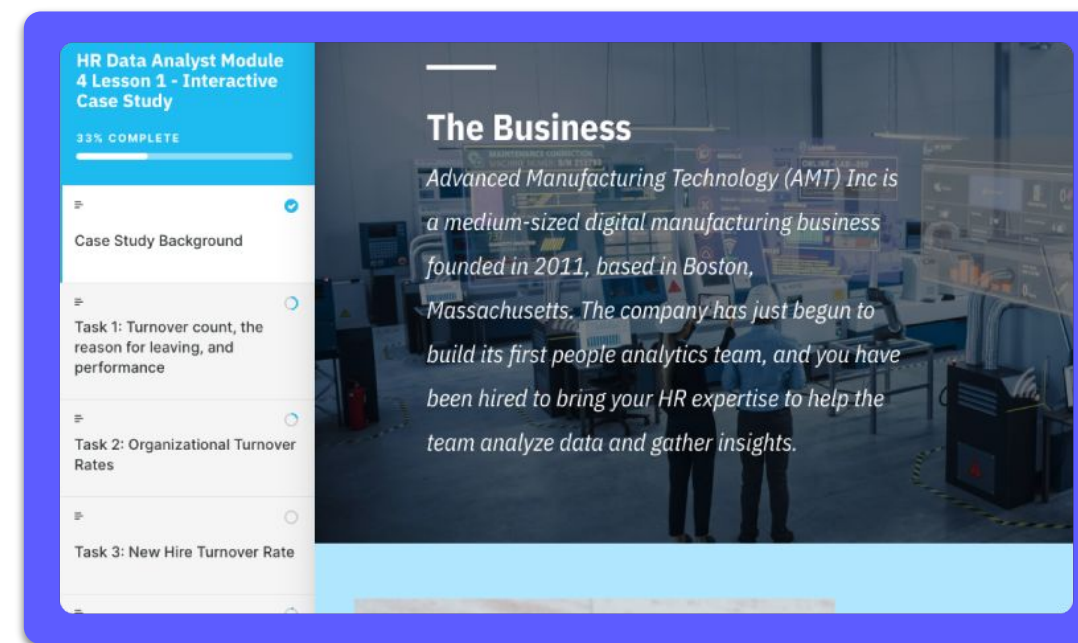 HR Data Analyst Module
4 Lesson 1 - Interactive
Case Study
33% COMPLETE
Case Study Background
Task 1: Turnover count, the
reason for leaving, and
performance
Task 2: Organizational Turnover
Rates
Task 3: New Hire Turnover Rate
The Business
Advanced Manufacturing Technology (AMT) Inc is
a medium-sized digital manufacturing business
founded in 2011, based in Boston,
Massachusetts. The company has just begun to
build its first people analytics team, and you have
been hired to bring your HR expertise to help the
team analyze data and gather insights.